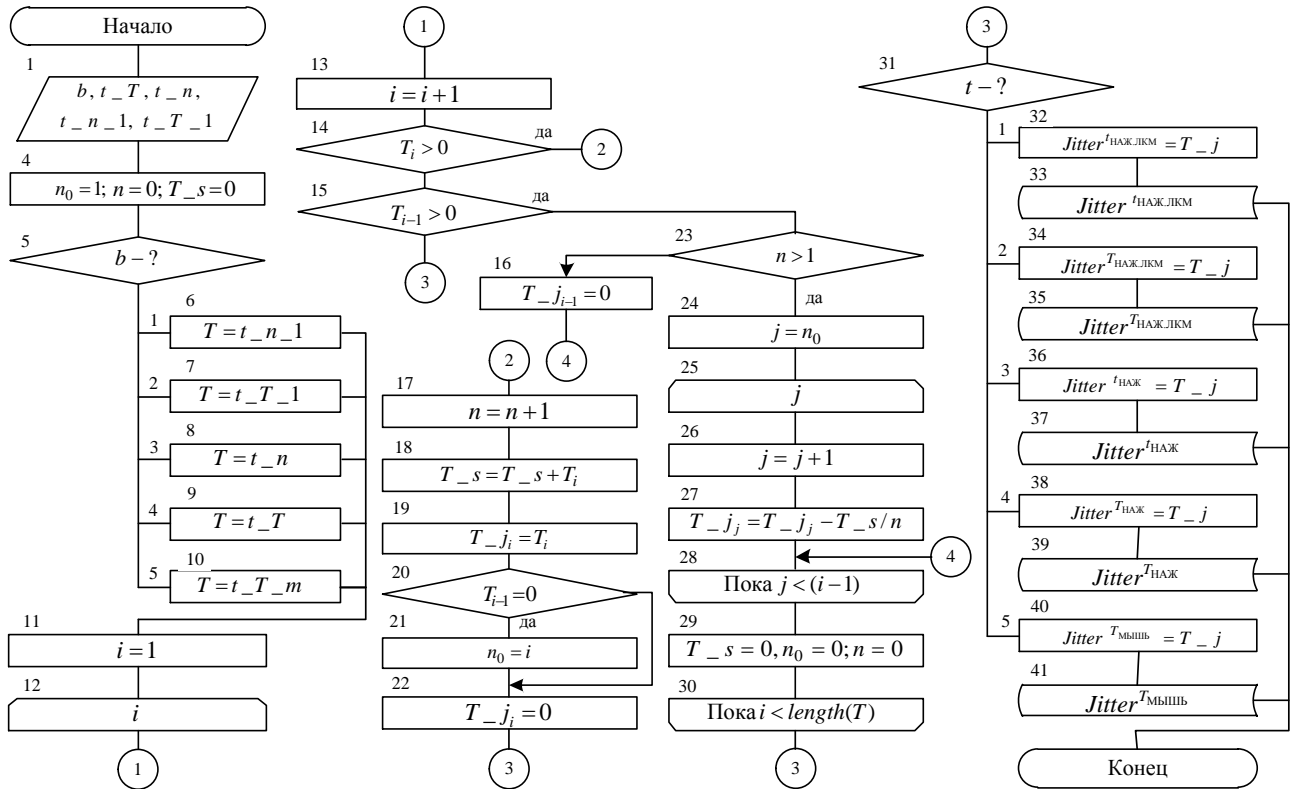 Начало
1
b, t_T, t_n,
t_n_1, t_T_1
4
n₀=1; n=0; T_s=0
5
b – ?
6
1
T = t_n_1
7
2
T = t_T_1
8
3
T = t_n
9
4
T = t_T
10
5
T = t_T_m
11
i = 1
12
i
1
1
13
i = i + 1
14
Tᵢ > 0
да
2
15
Tᵢ₋₁ > 0
да
3
16
T_jᵢ₋₁ = 0
4
2
17
n = n + 1
18
T_s = T_s + Tᵢ
19
T_jᵢ = Tᵢ
20
Tᵢ₋₁ = 0
да
21
n₀ = i
22
T_jᵢ = 0
3
23
n > 1
да
24
j = n₀
25
j
26
j = j + 1
27
T_jⱼ = T_jⱼ – T_s/n
4
28
Пока j < (i – 1)
29
T_s = 0, n₀ = 0; n = 0
30
Пока i < length(T)
3
3
31
t – ?
32
1
Jitter^tНАЖ.ЛКМ = T_j
33
Jitter^tНАЖ.ЛКМ
34
2
Jitter^TНАЖ.ЛКМ = T_j
35
Jitter^TНАЖ.ЛКМ
36
3
Jitter^tНАЖ = T_j
37
Jitter^tНАЖ
38
4
Jitter^TНАЖ = T_j
39
Jitter^TНАЖ
40
5
Jitter^TМЫШЬ = T_j
41
Jitter^TМЫШЬ
Конец